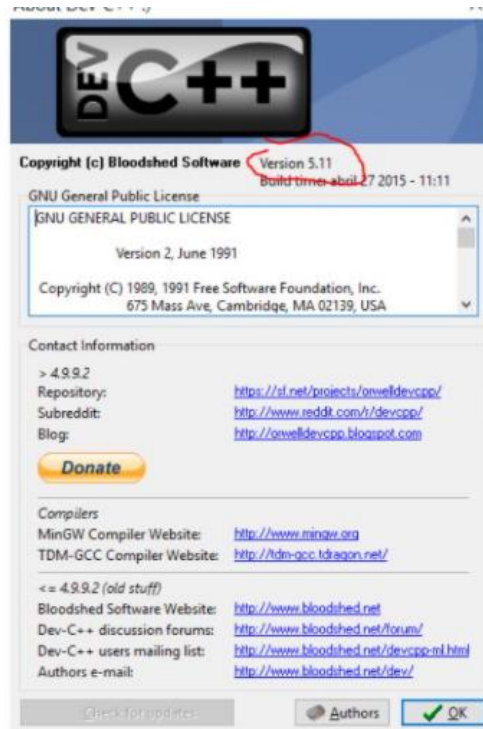 About Dev-C++ :)
DEV C++
Copyright (c) Bloodshed Software Version 5.11
Build time: abril 27 2015 - 11:11
GNU General Public License
GNU GENERAL PUBLIC LICENSE
Version 2, June 1991
Copyright (C) 1989, 1991 Free Software Foundation, Inc.
675 Mass Ave, Cambridge, MA 02139, USA
Contact Information
> 4.9.9.2
Repository: https://sf.net/projects/orwelldevcpp/
Subreddit: http://www.reddit.com/r/devcpp/
Blog: http://orwelldevcpp.blogspot.com
Donate
Compilers
MinGW Compiler Website: http://www.mingw.org
TDM-GCC Compiler Website: http://tdm-gcc.tdragon.net/
<= 4.9.9.2 (old stuff)
Bloodshed Software Website: http://www.bloodshed.net
Dev-C++ discussion forums: http://www.bloodshed.net/forum/
Dev-C++ users mailing list: http://www.bloodshed.net/devcpp-ml.html
Authors e-mail: http://www.bloodshed.net/dev/
Check for updates Authors OK